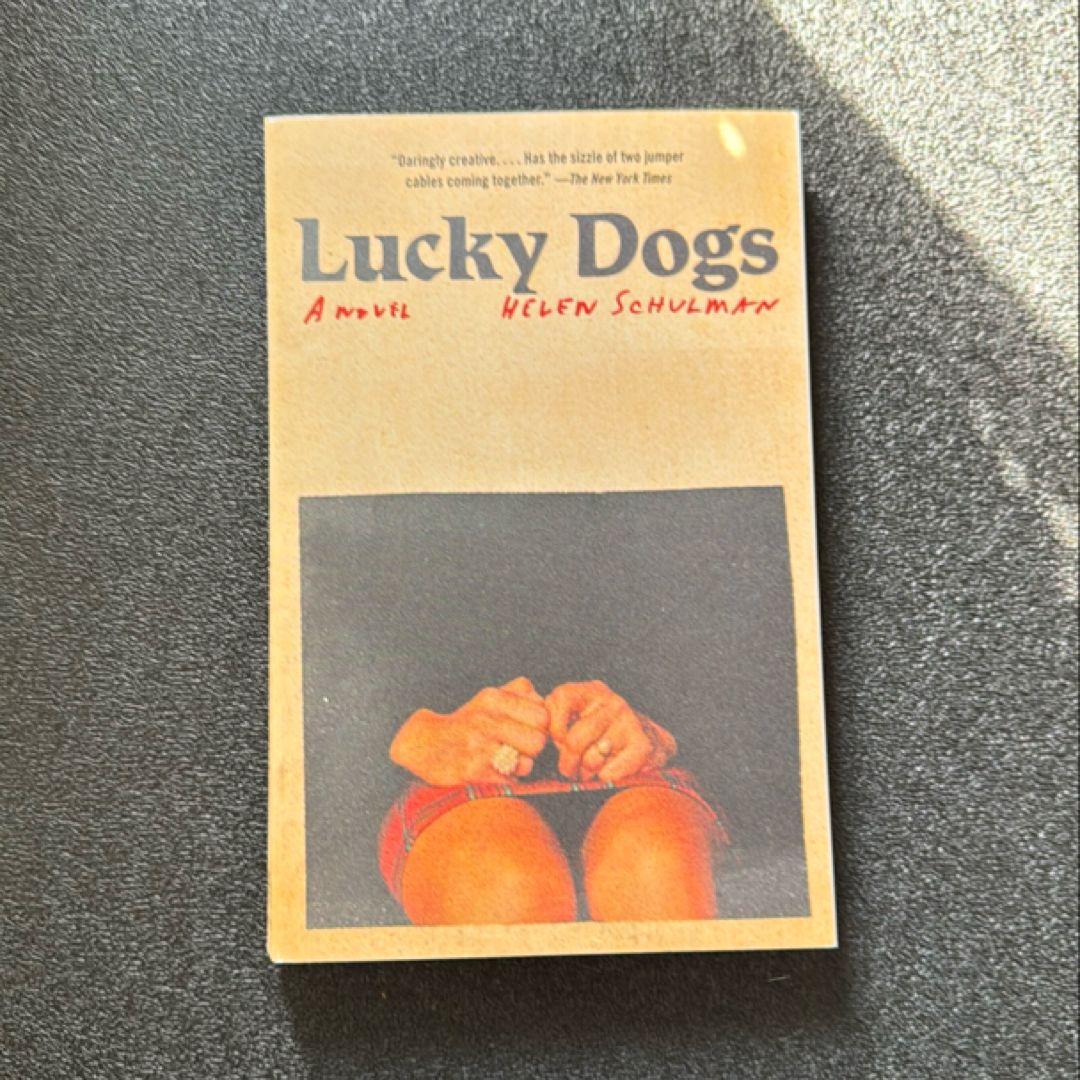 "Daringly creative. . . . Has the sizzle of two jumper
cables coming together." —The New York Times
Lucky Dogs
A NOVEL HELEN SCHULMAN